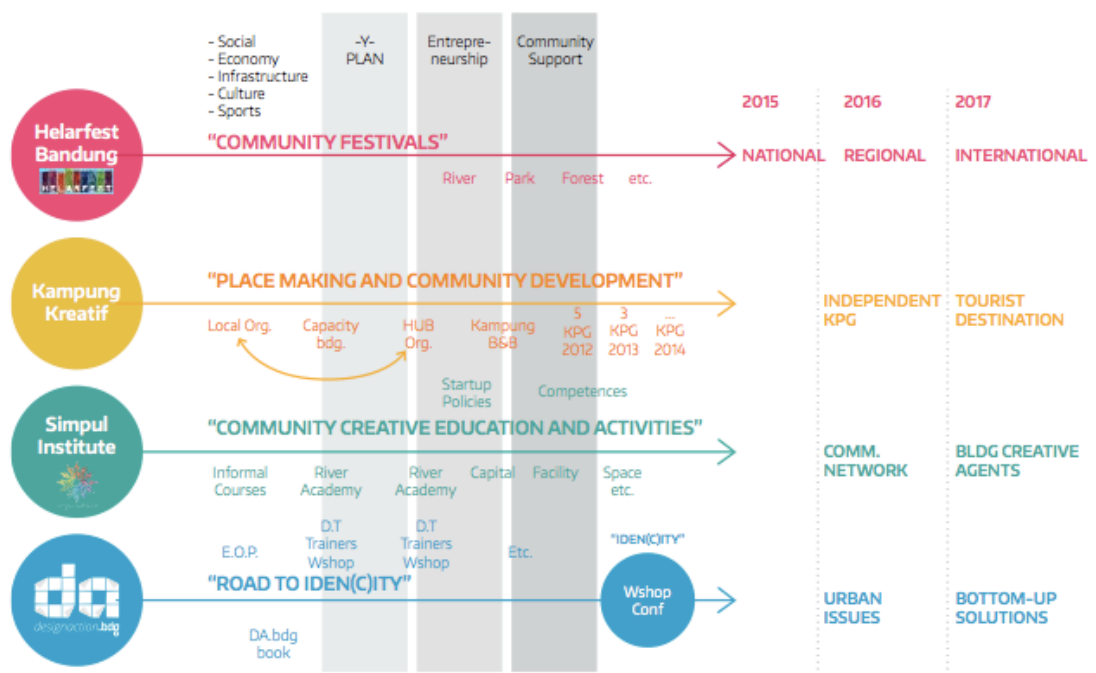 - Social
- Economy
- Infrastructure
- Culture
- Sports
-Y-
PLAN
Entrepre-
neurship
Community
Support
2015
2016
2017
Helarfest
Bandung
HELARFEST
"COMMUNITY FESTIVALS"
NATIONAL
REGIONAL
INTERNATIONAL
River
Park
Forest
etc.
Kampung
Kreatif
"PLACE MAKING AND COMMUNITY DEVELOPMENT"
INDEPENDENT
KPG
TOURIST
DESTINATION
Local Org.
Capacity
bdg.
HUB
Org.
Kampung
B&B
5
KPG
2012
3
KPG
2013
...
KPG
2014
Startup
Policies
Competences
Simpul
Institute
"COMMUNITY CREATIVE EDUCATION AND ACTIVITIES"
COMM.
NETWORK
BLDG CREATIVE
AGENTS
Informal
Courses
River
Academy
River
Academy
Capital
Facility
Space
etc.
E.O.P.
D.T
Trainers
Wshop
D.T
Trainers
Wshop
Etc.
"IDEN(C)ITY"
da
designaction.bdg
"ROAD TO IDEN(C)ITY"
Wshop
Conf
URBAN
ISSUES
BOTTOM-UP
SOLUTIONS
DA.bdg
book